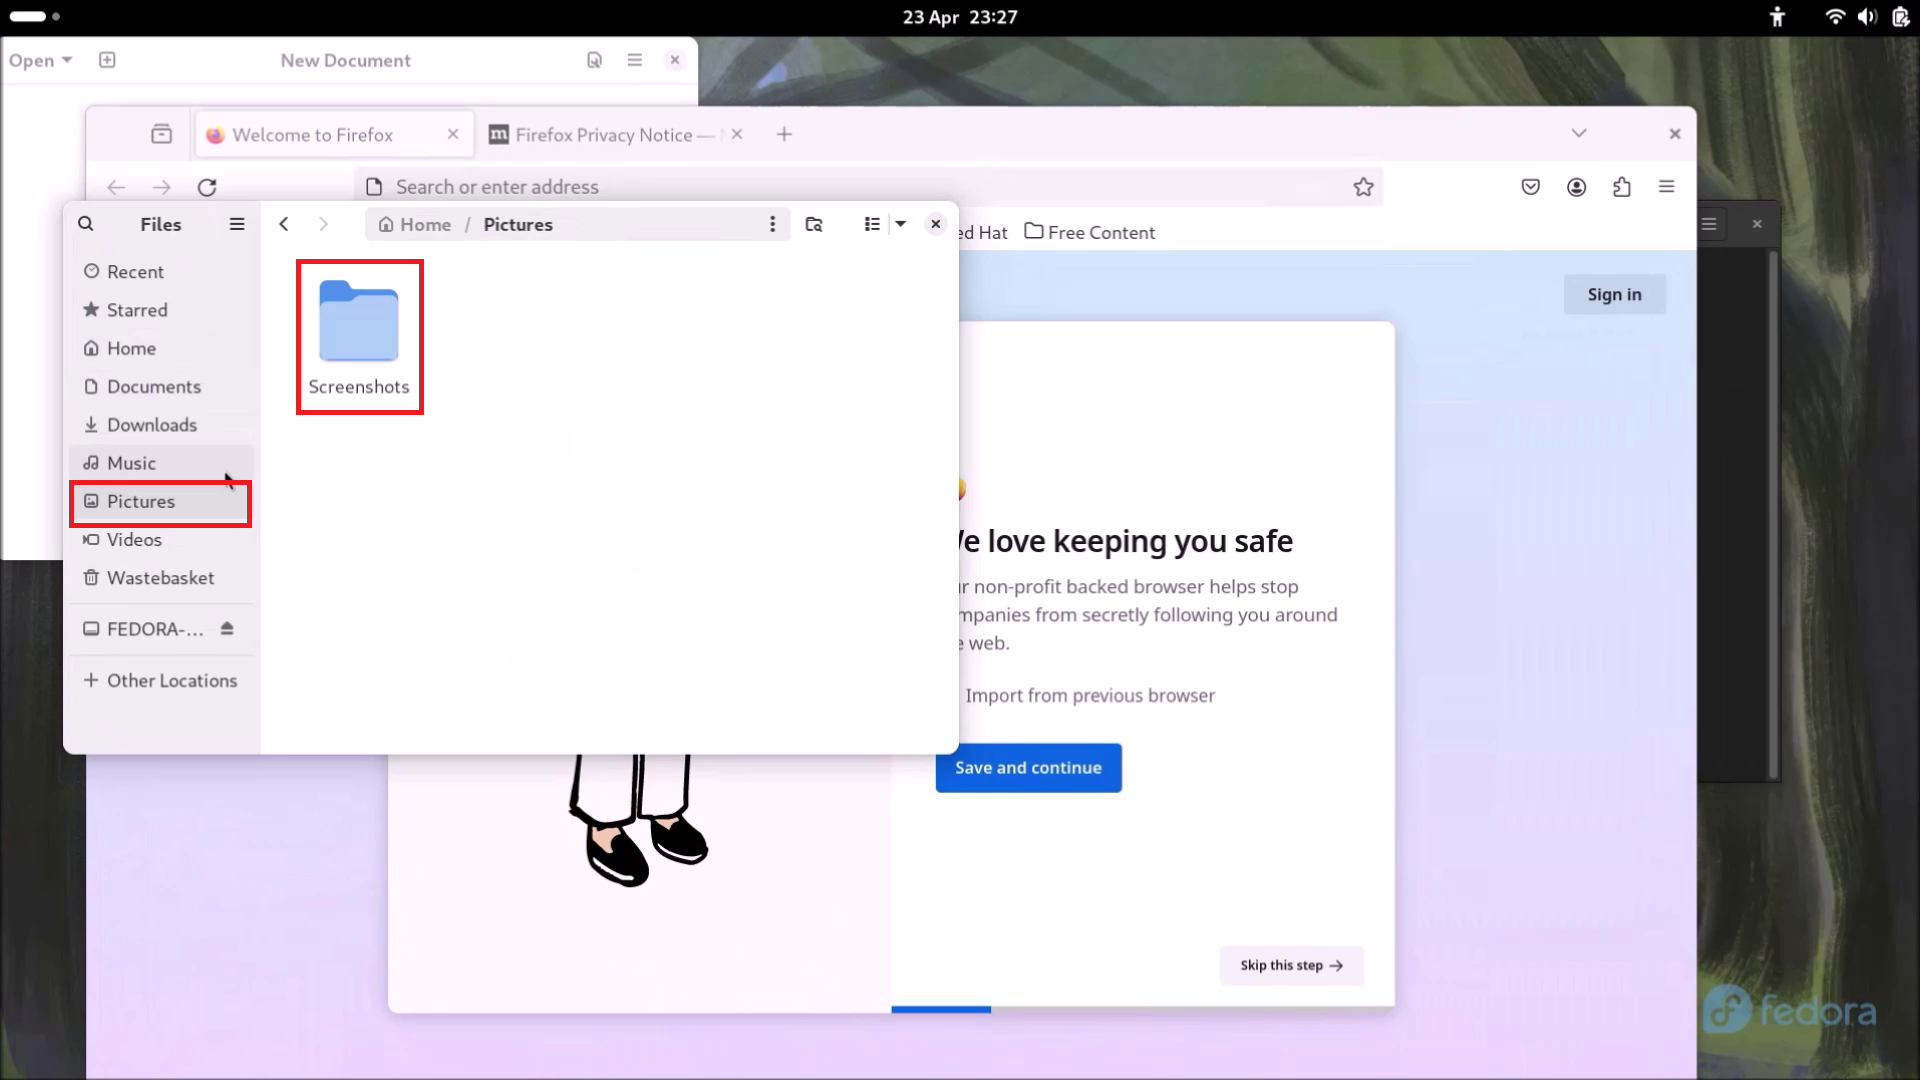 23 Apr 23:27
Open
New Document
Welcome to Firefox
Firefox Privacy Notice —
Search or enter address
Files
Home / Pictures
ed Hat
Free Content
Recent
Starred
Home
Documents
Downloads
Music
Pictures
Videos
Wastebasket
FEDORA-...
Other Locations
Screenshots
Sign in
e love keeping you safe
r non-profit backed browser helps stop
mpanies from secretly following you around
e web.
Import from previous browser
Save and continue
Skip this step
fedora